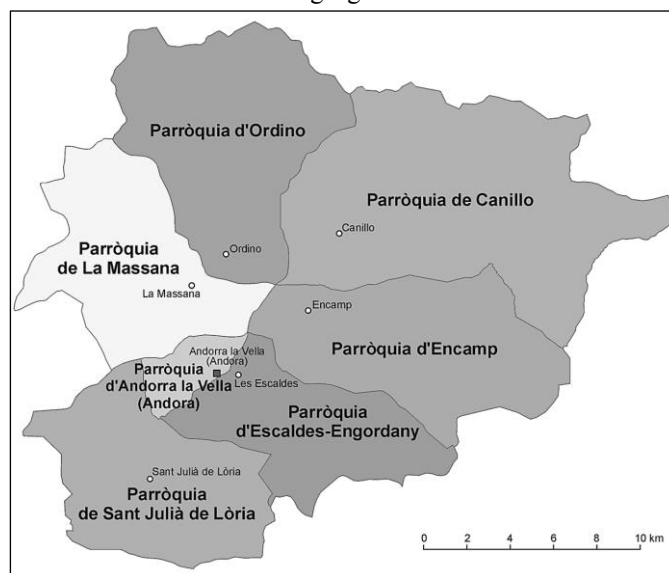 Parròquia d'Ordino
Parròquia de Canillo
Canillo
Ordino
Parròquia
de La Massana
La Massana
Encamp
Parròquia d'Encamp
Andorra la Vella
(Andora)
Parròquia
d'Andorra la Vella
(Andora)
Les Escaldes
Parròquia
d'Escaldes-Engordany
Sant Julià de Lòria
Parròquia
de Sant Julià de Lòria
0 2 4 6 8 10 km